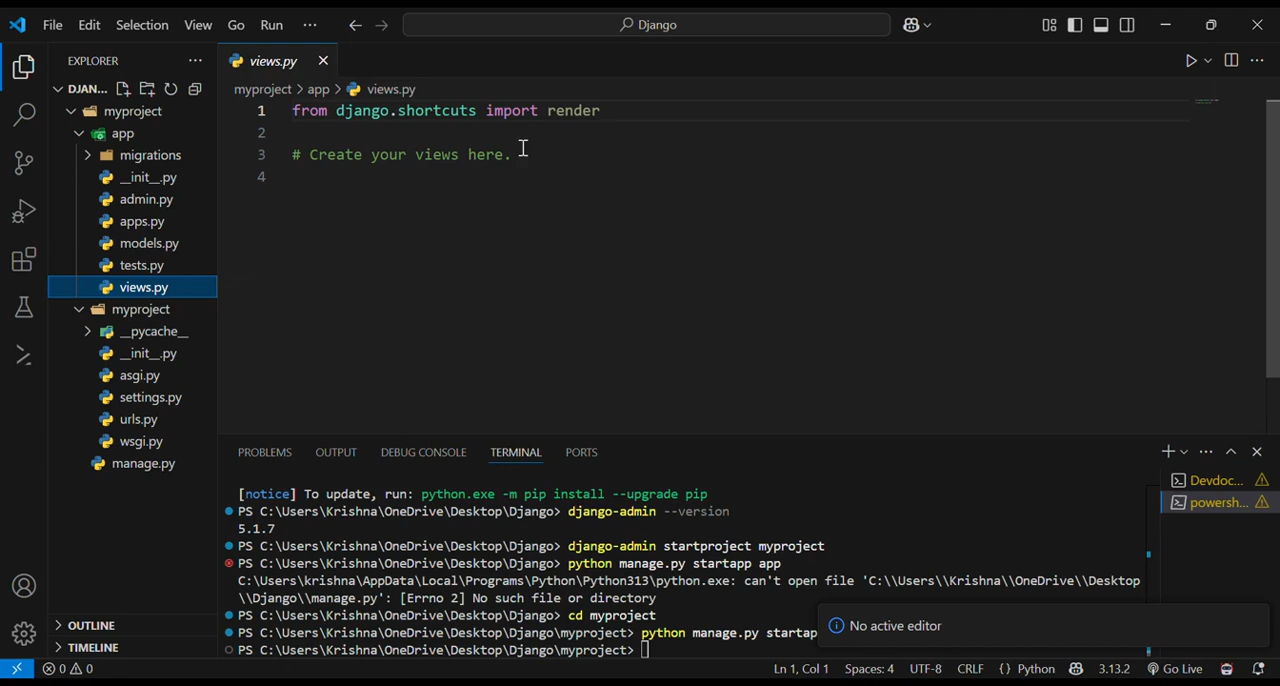 File Edit Selection View Go Run ··· Django
EXPLORER ···
views.py
DJAN...
myproject
app
migrations
__init__.py
admin.py
apps.py
models.py
tests.py
views.py
myproject
__pycache__
__init__.py
asgi.py
settings.py
urls.py
wsgi.py
manage.py
OUTLINE
TIMELINE
myproject > app > views.py
1 from django.shortcuts import render
2
3 # Create your views here.
4
PROBLEMS OUTPUT DEBUG CONSOLE TERMINAL PORTS
[notice] To update, run: python.exe -m pip install --upgrade pip
PS C:\Users\Krishna\OneDrive\Desktop\Django> django-admin --version
5.1.7
PS C:\Users\Krishna\OneDrive\Desktop\Django> django-admin startproject myproject
PS C:\Users\Krishna\OneDrive\Desktop\Django> python manage.py startapp app
C:\Users\krishna\AppData\Local\Programs\Python\Python313\python.exe: can't open file 'C:\\Users\\Krishna\\OneDrive\\Desktop
\\Django\\manage.py': [Errno 2] No such file or directory
PS C:\Users\Krishna\OneDrive\Desktop\Django> cd myproject
PS C:\Users\Krishna\OneDrive\Desktop\Django\myproject> python manage.py startap
PS C:\Users\Krishna\OneDrive\Desktop\Django\myproject>
Devdoc...
powersh...
No active editor
0 0 Ln 1, Col 1 Spaces: 4 UTF-8 CRLF {} Python 3.13.2 Go Live